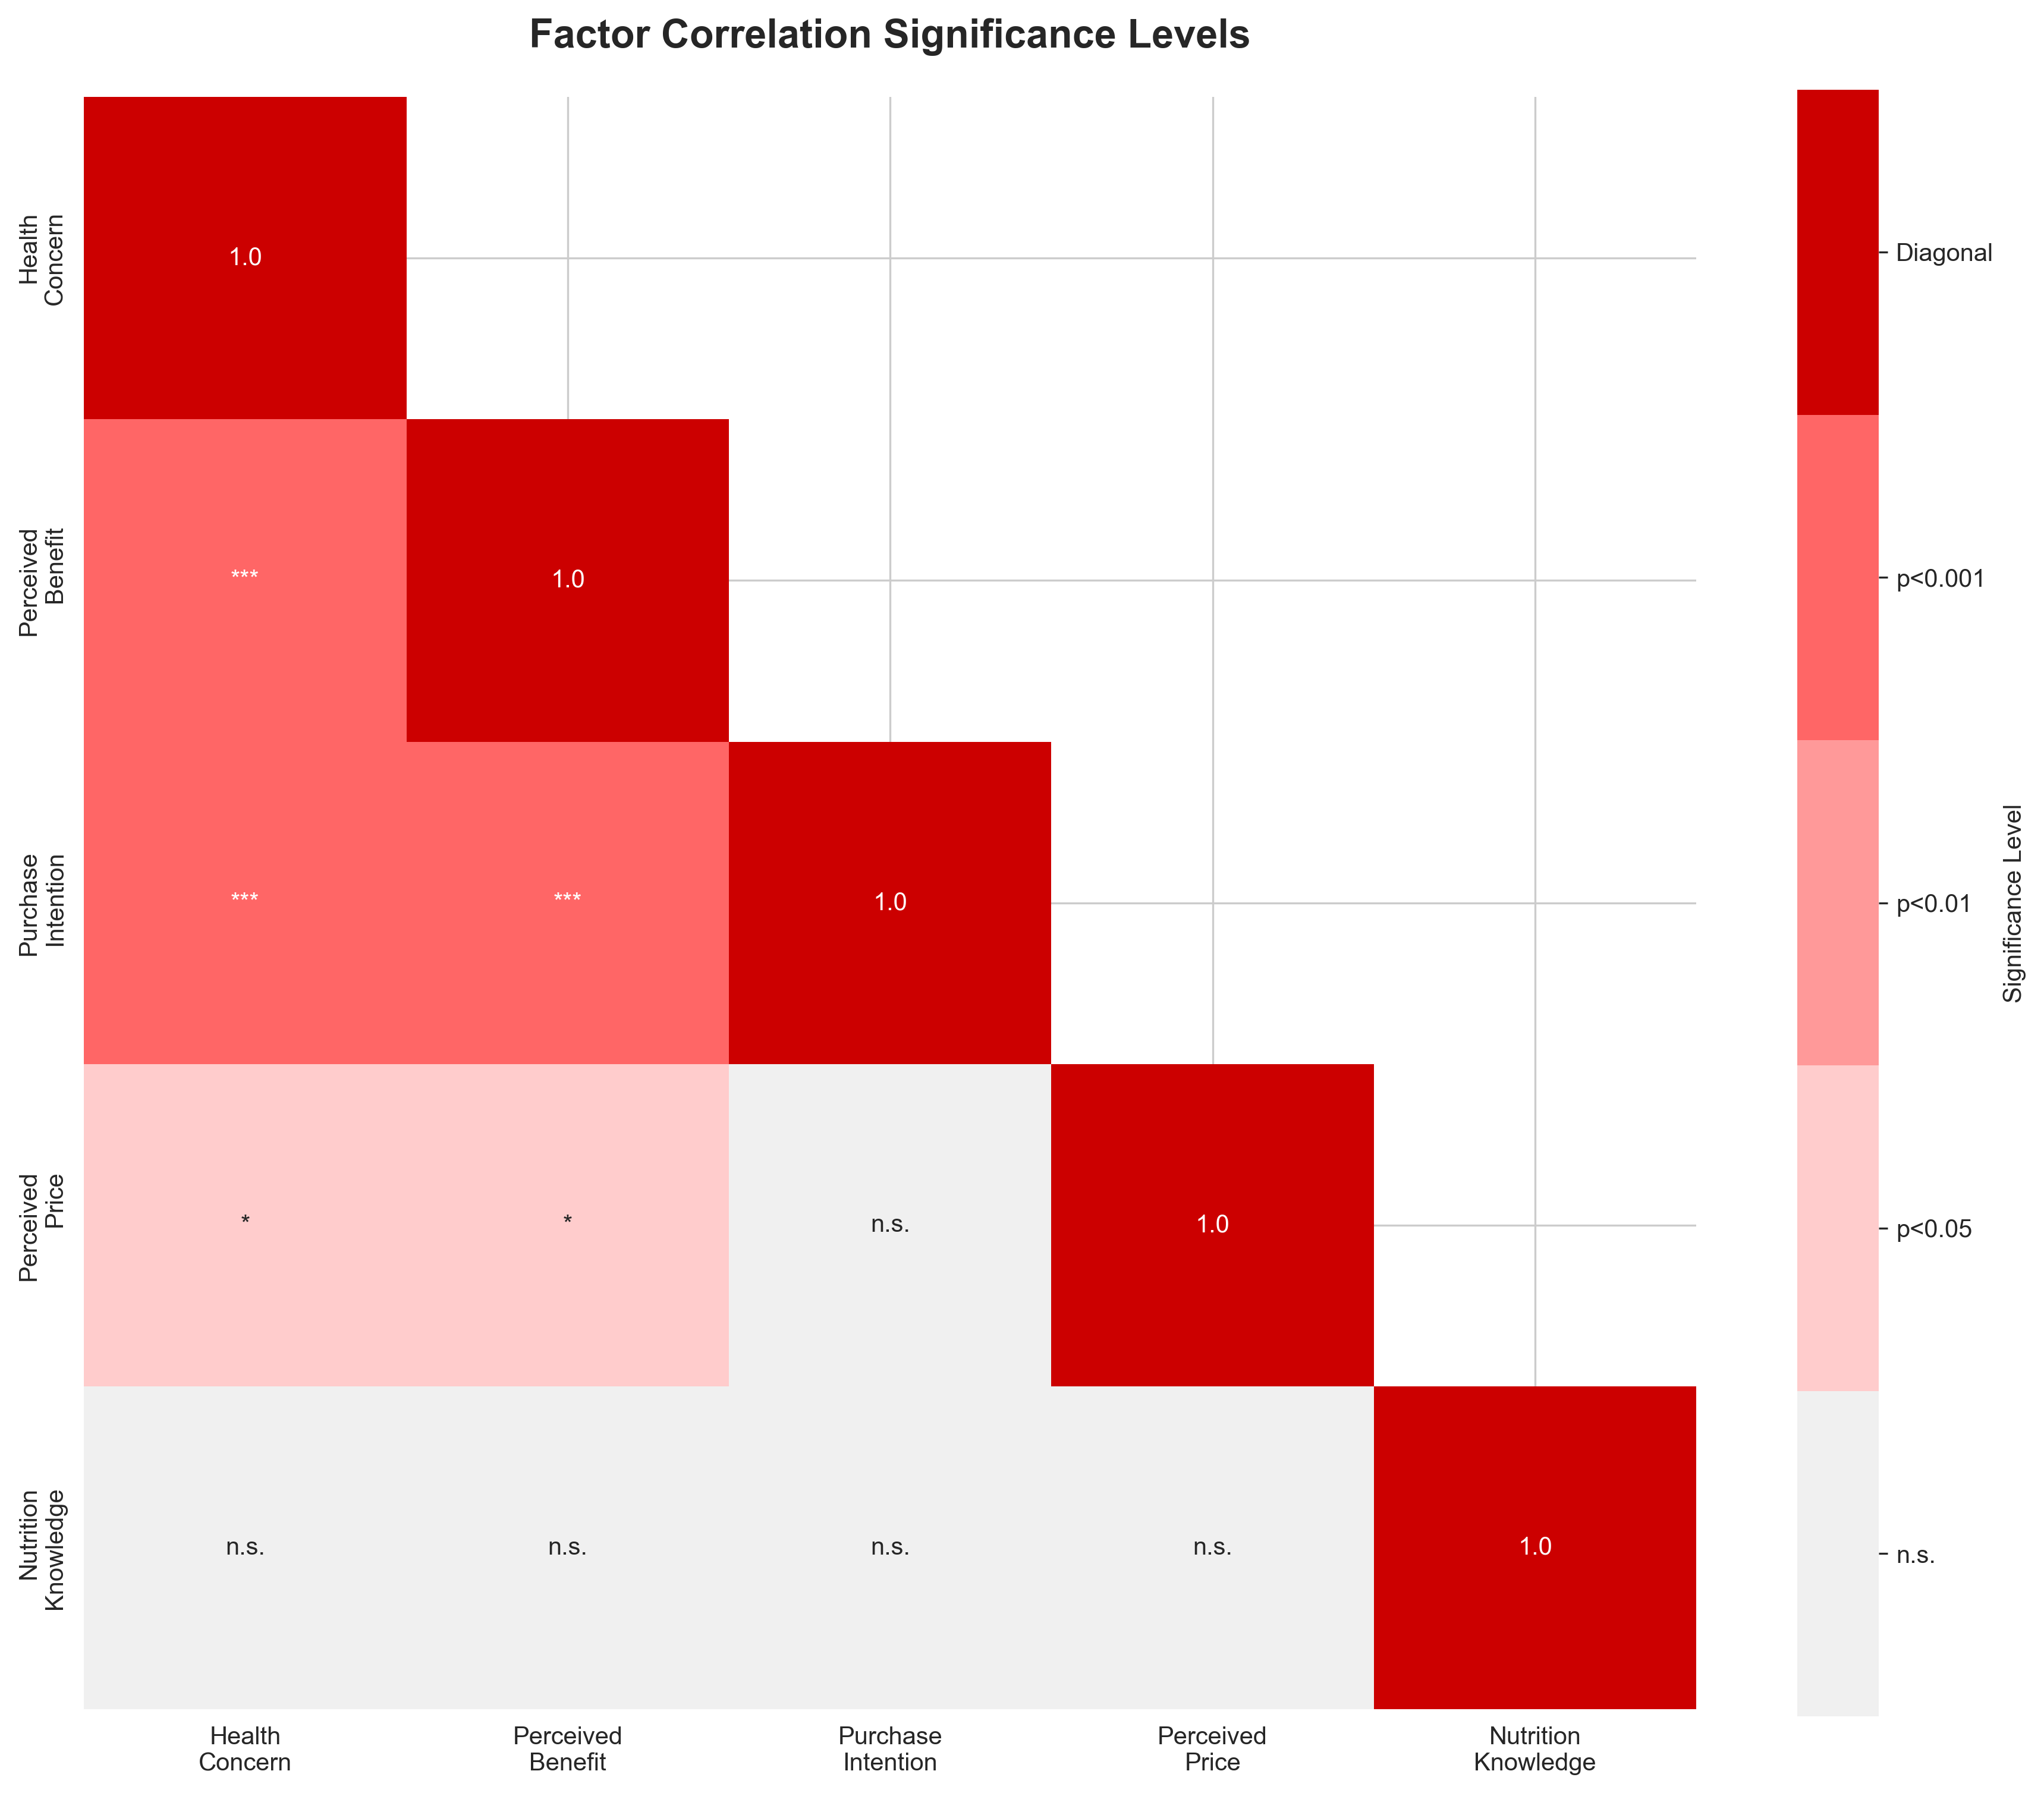 Factor Correlation Significance Levels
Health
Concern
1.0
Perceived
Benefit
***
1.0
Purchase
Intention
***
***
1.0
Perceived
Price
*
*
n.s.
1.0
Nutrition
Knowledge
n.s.
n.s.
n.s.
n.s.
1.0
Health
Concern
Perceived
Benefit
Purchase
Intention
Perceived
Price
Nutrition
Knowledge
Diagonal
p<0.001
p<0.01
p<0.05
n.s.
Significance Level